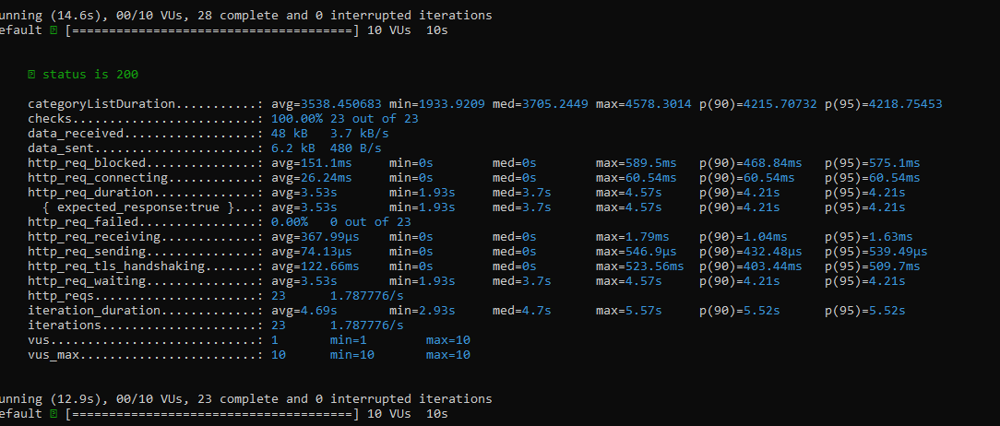 unning (14.6s), 00/10 VUs, 28 complete and 0 interrupted iterations
efault [======================================] 10 VUs  10s
status is 200
categoryListDuration...........: avg=3538.450683 min=1933.9209 med=3705.2449 max=4578.3014 p(90)=4215.70732 p(95)=4218.75453
checks.........................: 100.00% 23 out of 23
data_received..................: 48 kB   3.7 kB/s
data_sent......................: 6.2 kB  480 B/s
http_req_blocked...............: avg=151.1ms     min=0s        med=0s        max=589.5ms   p(90)=468.84ms   p(95)=575.1ms
http_req_connecting............: avg=26.24ms     min=0s        med=0s        max=60.54ms   p(90)=60.54ms    p(95)=60.54ms
http_req_duration..............: avg=3.53s       min=1.93s     med=3.7s      max=4.57s     p(90)=4.21s      p(95)=4.21s
{ expected_response:true }...: avg=3.53s       min=1.93s     med=3.7s      max=4.57s     p(90)=4.21s      p(95)=4.21s
http_req_failed................: 0.00%   0 out of 23
http_req_receiving.............: avg=367.99µs    min=0s        med=0s        max=1.79ms    p(90)=1.04ms     p(95)=1.63ms
http_req_sending...............: avg=74.13µs     min=0s        med=0s        max=546.9µs   p(90)=432.48µs   p(95)=539.49µs
http_req_tls_handshaking.......: avg=122.66ms    min=0s        med=0s        max=523.56ms  p(90)=403.44ms   p(95)=509.7ms
http_req_waiting...............: avg=3.53s       min=1.93s     med=3.7s      max=4.57s     p(90)=4.21s      p(95)=4.21s
http_reqs......................: 23      1.787776/s
iteration_duration.............: avg=4.69s       min=2.93s     med=4.7s      max=5.57s     p(90)=5.52s      p(95)=5.52s
iterations.....................: 23      1.787776/s
vus............................: 1       min=1        max=10
vus_max........................: 10      min=10       max=10
unning (12.9s), 00/10 VUs, 23 complete and 0 interrupted iterations
efault [======================================] 10 VUs  10s